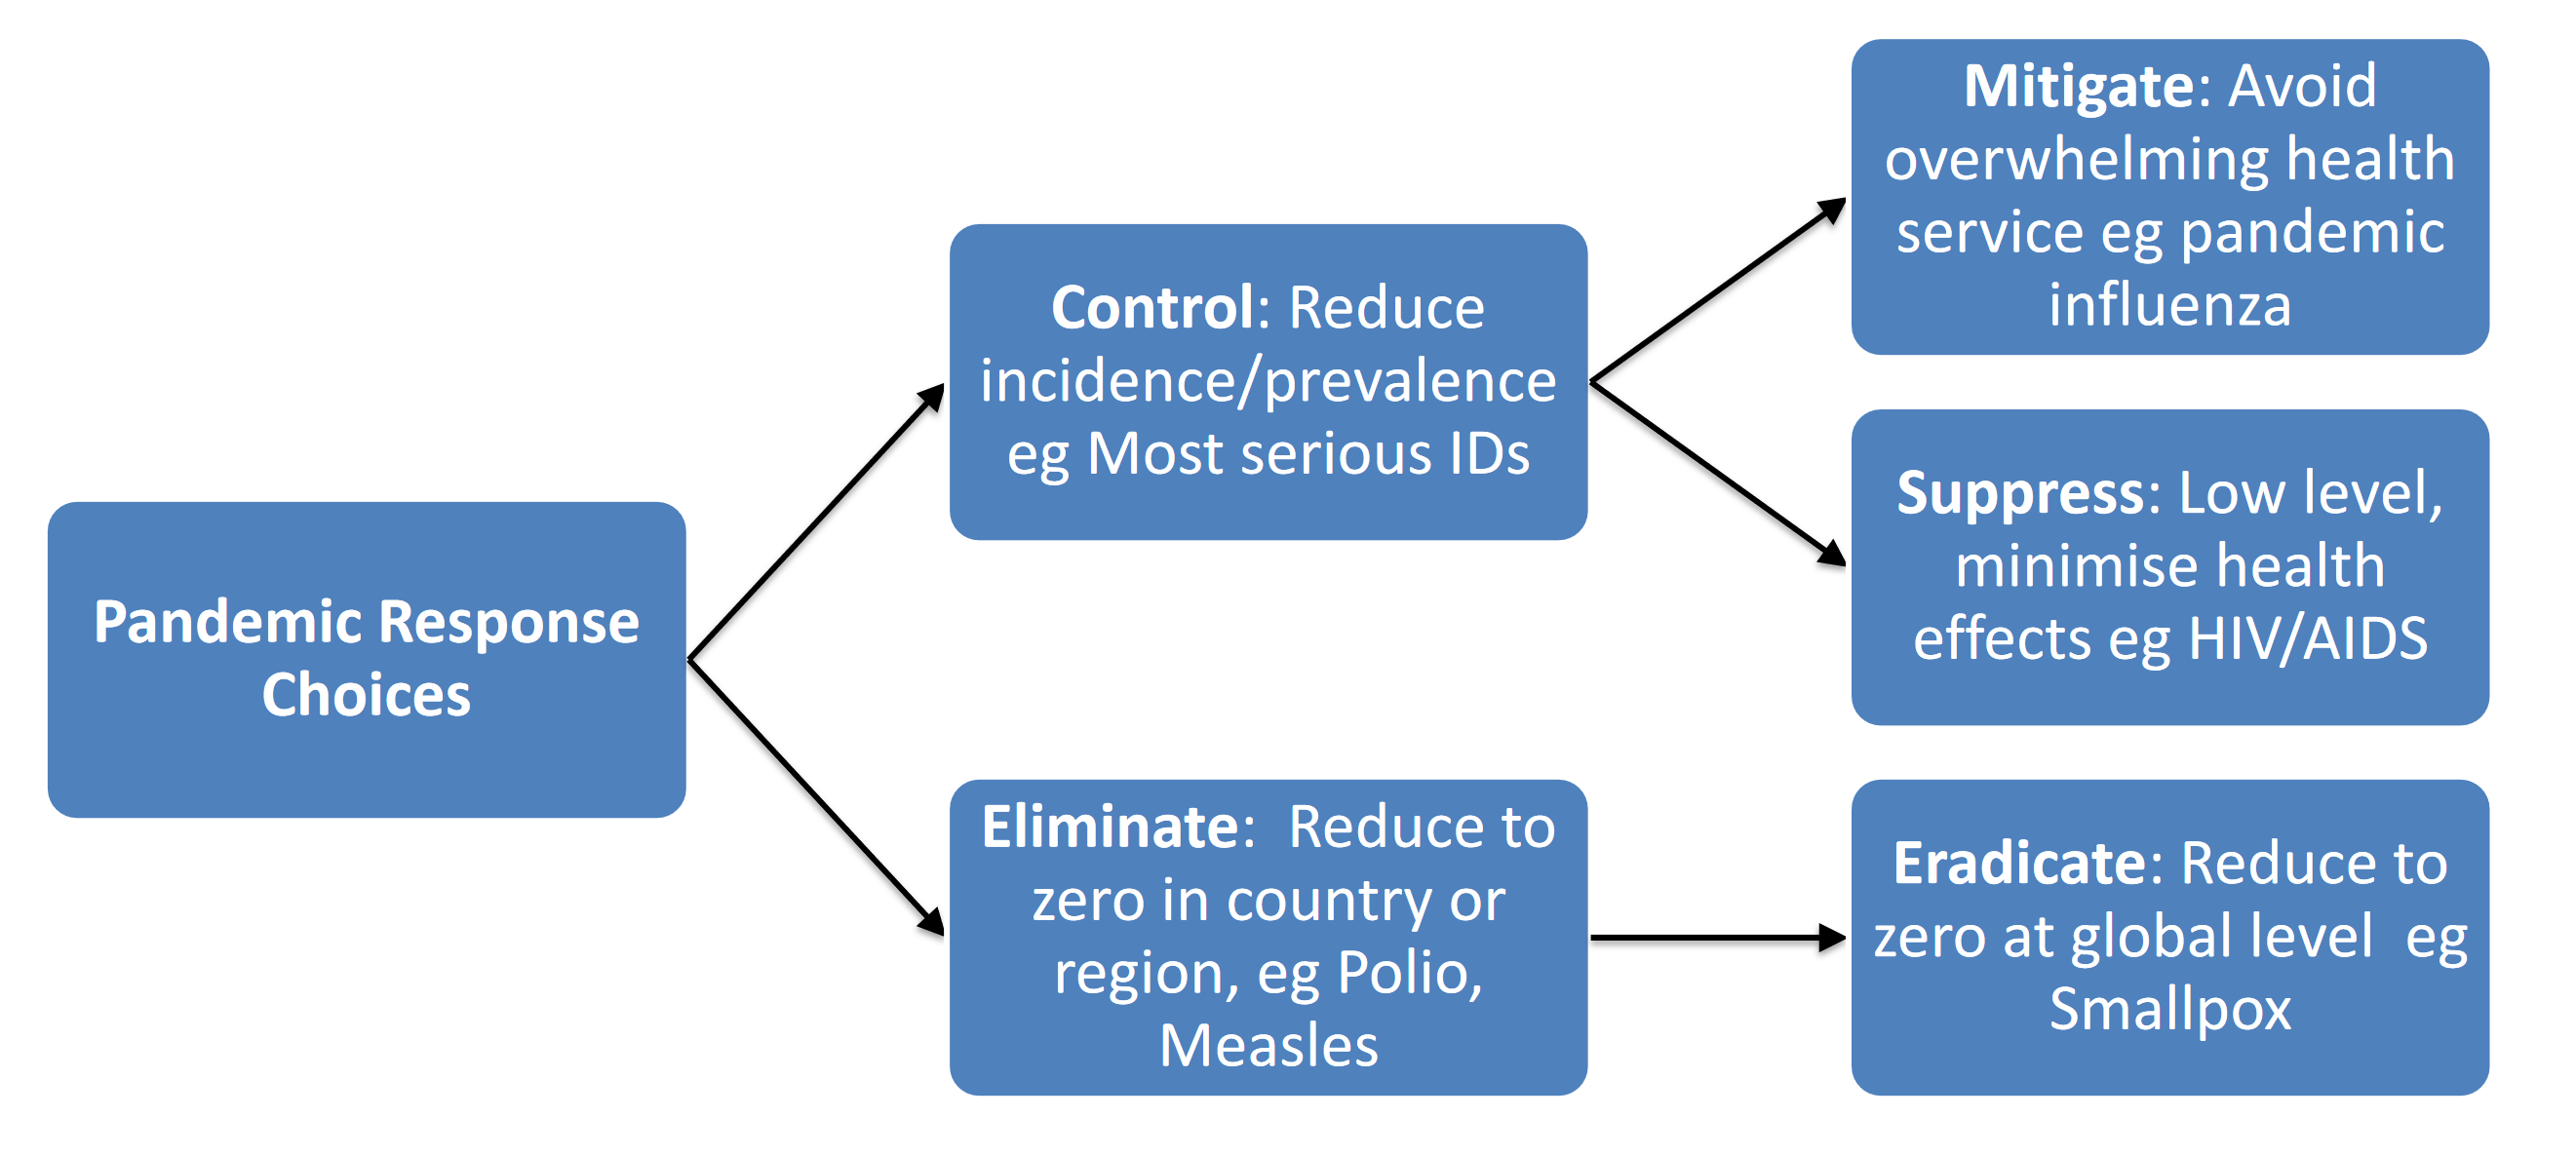 Pandemic Response
Choices
Control: Reduce
incidence/prevalence
eg Most serious IDs
Eliminate:  Reduce to
zero in country or
region, eg Polio,
Measles
Mitigate: Avoid
overwhelming health
service eg pandemic
influenza
Suppress: Low level,
minimise health
effects eg HIV/AIDS
Eradicate: Reduce to
zero at global level  eg
Smallpox